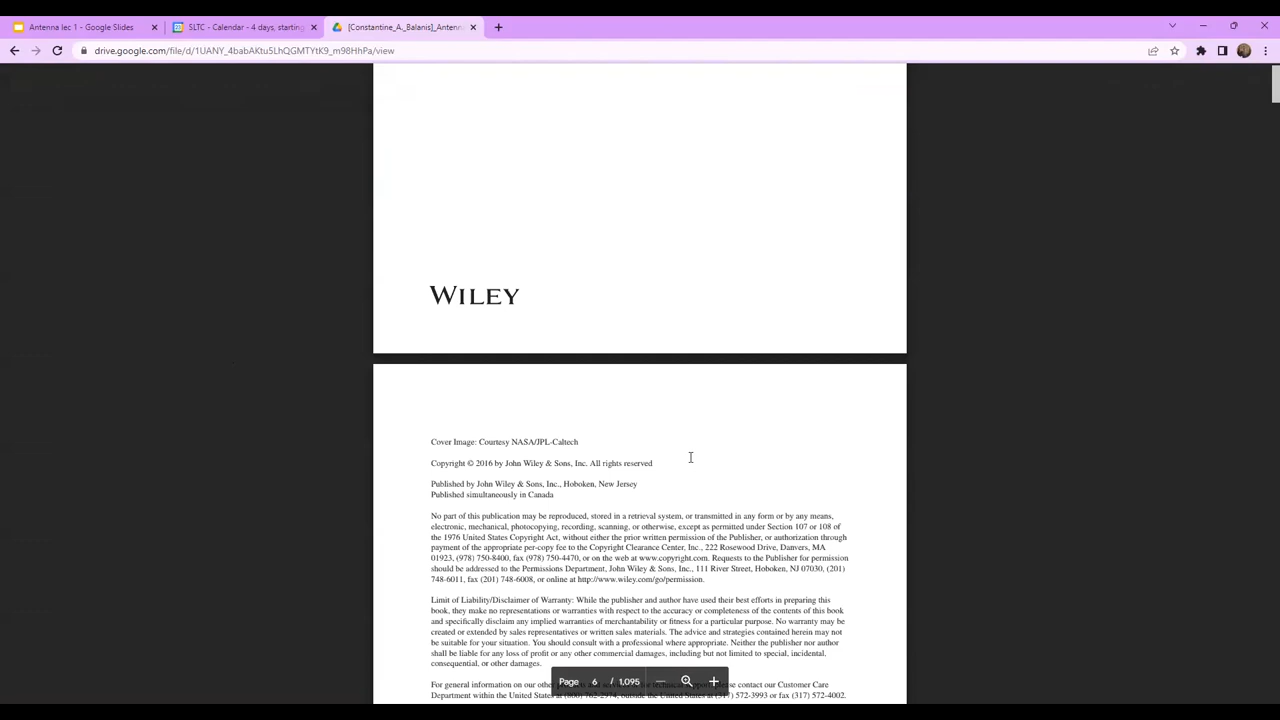 Antenna lec 1 - Google Slides
SLTC - Calendar - 4 days, starting
[Constantine_A._Balanis]_Antenn
drive.google.com/file/d/1UANY_4babAKtu5LhQGMTYtK9_m98HhPa/view
WILEY
Cover Image: Courtesy NASA/JPL-Caltech
Copyright © 2016 by John Wiley & Sons, Inc. All rights reserved
Published by John Wiley & Sons, Inc., Hoboken, New Jersey
Published simultaneously in Canada
No part of this publication may be reproduced, stored in a retrieval system, or transmitted in any form or by any means,
electronic, mechanical, photocopying, recording, scanning, or otherwise, except as permitted under Section 107 or 108 of
the 1976 United States Copyright Act, without either the prior written permission of the Publisher, or authorization through
payment of the appropriate per-copy fee to the Copyright Clearance Center, Inc., 222 Rosewood Drive, Danvers, MA
01923, (978) 750-8400, fax (978) 750-4470, or on the web at www.copyright.com. Requests to the Publisher for permission
should be addressed to the Permissions Department, John Wiley & Sons, Inc., 111 River Street, Hoboken, NJ 07030, (201)
748-6011, fax (201) 748-6008, or online at http://www.wiley.com/go/permission.
Limit of Liability/Disclaimer of Warranty: While the publisher and author have used their best efforts in preparing this
book, they make no representations or warranties with respect to the accuracy or completeness of the contents of this book
and specifically disclaim any implied warranties of merchantability or fitness for a particular purpose. No warranty may be
created or extended by sales representatives or written sales materials. The advice and strategies contained herein may not
be suitable for your situation. You should consult with a professional where appropriate. Neither the publisher nor author
shall be liable for any loss of profit or any other commercial damages, including but not limited to special, incidental,
consequential, or other damages.
For general information on our other please contact our Customer Care
Department within the United States at (800) 762-2974, outside the United States at (317) 572-3993 or fax (317) 572-4002.
Page 6 / 1,095